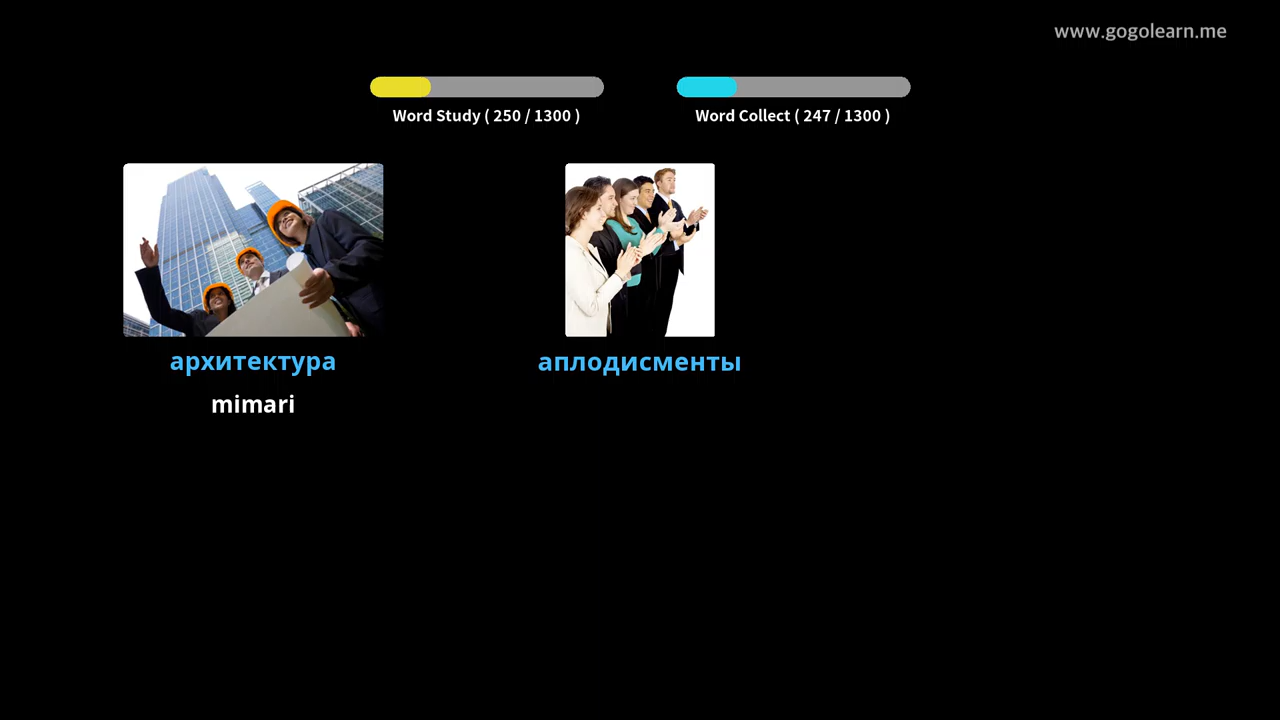 www.gogolearn.me
Word Study ( 250 / 1300 )
Word Collect ( 247 / 1300 )
архитектура
mimari
аплодисменты